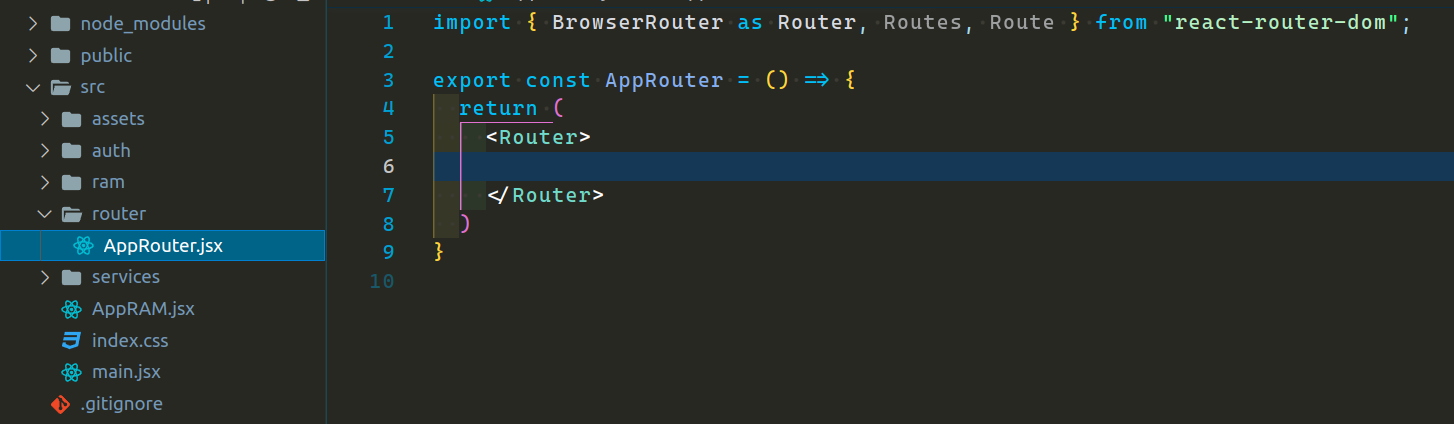 node_modules
public
src
assets
auth
ram
router
AppRouter.jsx
services
AppRAM.jsx
index.css
main.jsx
.gitignore
1 import { BrowserRouter as Router, Routes, Route } from "react-router-dom";
2
3 export const AppRouter = () => {
4 return (
5 <Router>
6
7 </Router>
8 )
9 }
10